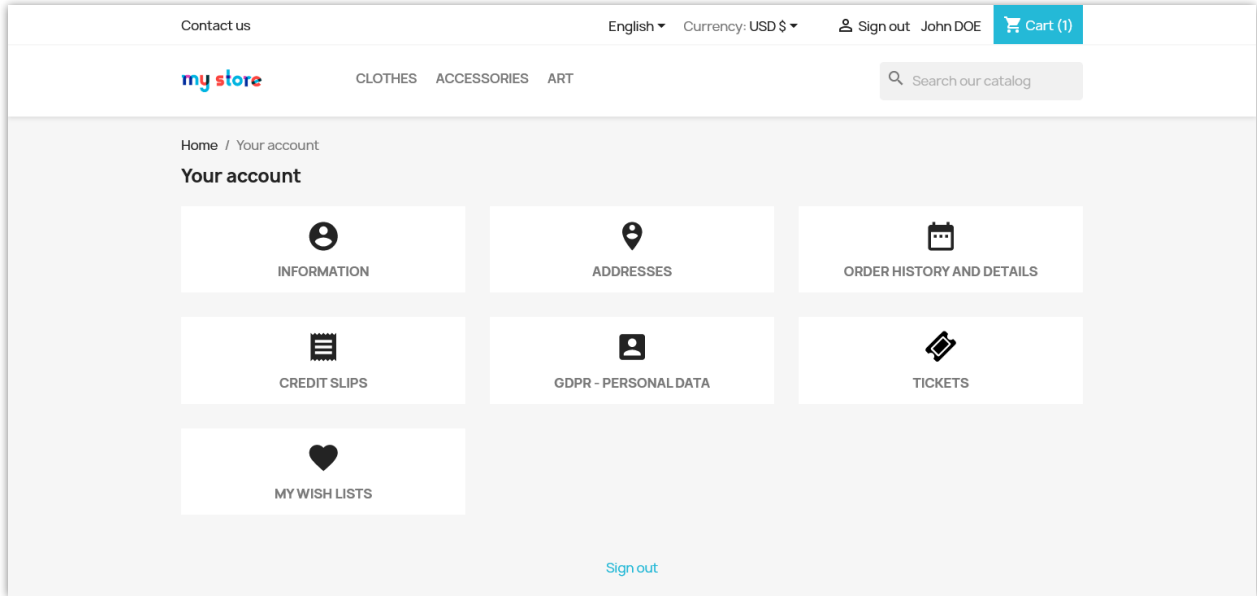 Contact us English Currency: USD $ Sign out John DOE Cart (1)
my store CLOTHES ACCESSORIES ART Search our catalog
Home / Your account
Your account
INFORMATION ADDRESSES ORDER HISTORY AND DETAILS
CREDIT SLIPS GDPR - PERSONAL DATA TICKETS
MY WISH LISTS
Sign out